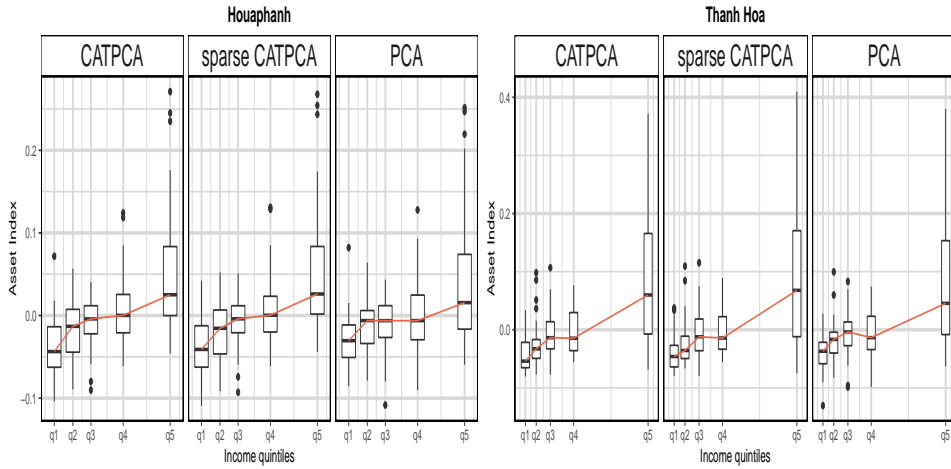 Houaphanh
CATPCA sparse CATPCA PCA
Asset Index
0.2
0.1
0.0
−0.1
q1 q2 q3 q4 q5 q1 q2 q3 q4 q5 q1 q2 q3 q4 q5
Income quintiles
Thanh Hoa
CATPCA sparse CATPCA PCA
Asset Index
0.4
0.2
0.0
q1 q2 q3 q4 q5 q1 q2 q3 q4 q5 q1 q2 q3 q4 q5
Income quintiles